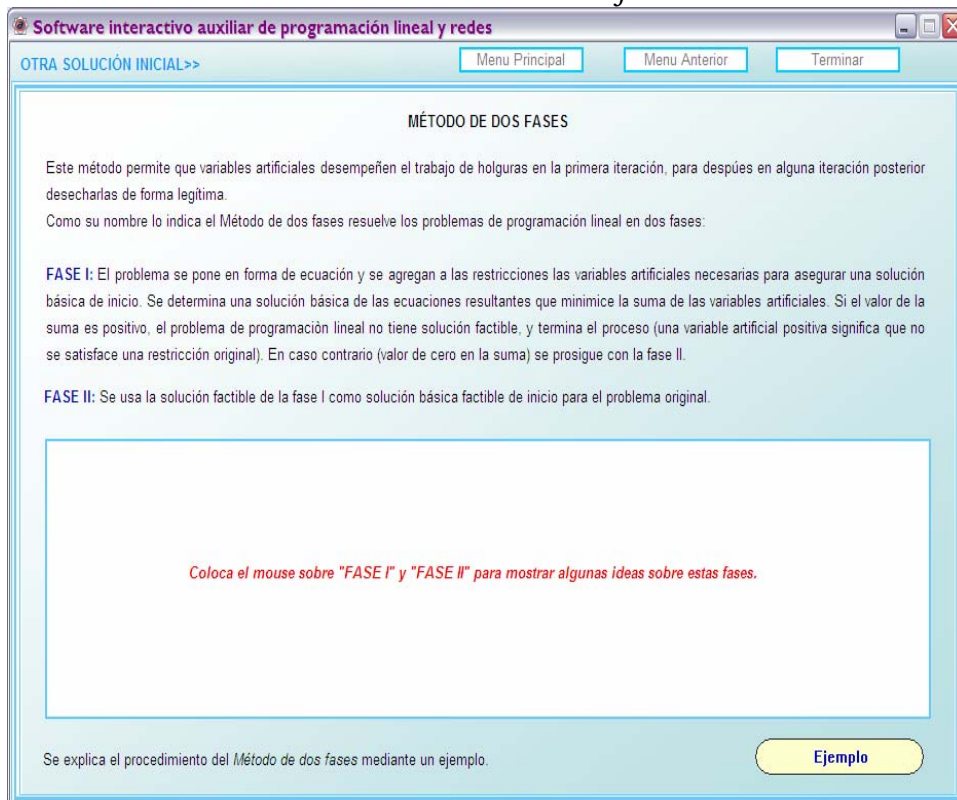 Software interactivo auxiliar de programación lineal y redes
OTRA SOLUCIÓN INICIAL>>
Menu Principal
Menu Anterior
Terminar
MÉTODO DE DOS FASES
Este método permite que variables artificiales desempeñen el trabajo de holguras en la primera iteración, para despúes en alguna iteración posterior
desecharlas de forma legítima.
Como su nombre lo indica el Método de dos fases resuelve los problemas de programación lineal en dos fases:
FASE I: El problema se pone en forma de ecuación y se agregan a las restricciones las variables artificiales necesarias para asegurar una solución
básica de inicio. Se determina una solución básica de las ecuaciones resultantes que minimice la suma de las variables artificiales. Si el valor de la
suma es positivo, el problema de programaciòn lineal no tiene solución factible, y termina el proceso (una variable artificial positiva significa que no
se satisface una restricción original). En caso contrario (valor de cero en la suma) se prosigue con la fase II.
FASE II: Se usa la solución factible de la fase I como solución básica factible de inicio para el problema original.
Coloca el mouse sobre "FASE I" y "FASE II" para mostrar algunas ideas sobre estas fases.
Se explica el procedimiento del Método de dos fases mediante un ejemplo.
Ejemplo